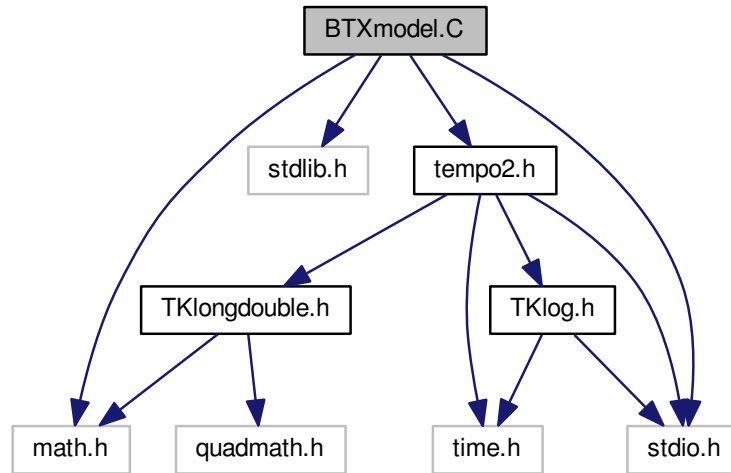 BTXmodel.C
stdlib.h
tempo2.h
TKlongdouble.h
TKlog.h
math.h
quadmath.h
time.h
stdio.h